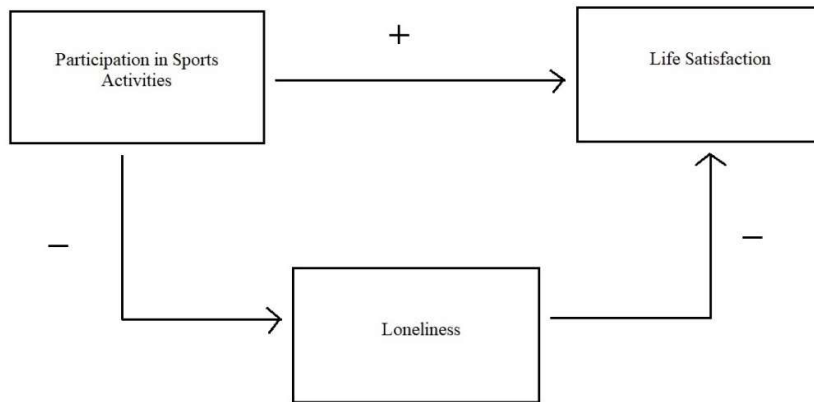 +
Participation in Sports
Activities
Life Satisfaction
−
−
Loneliness